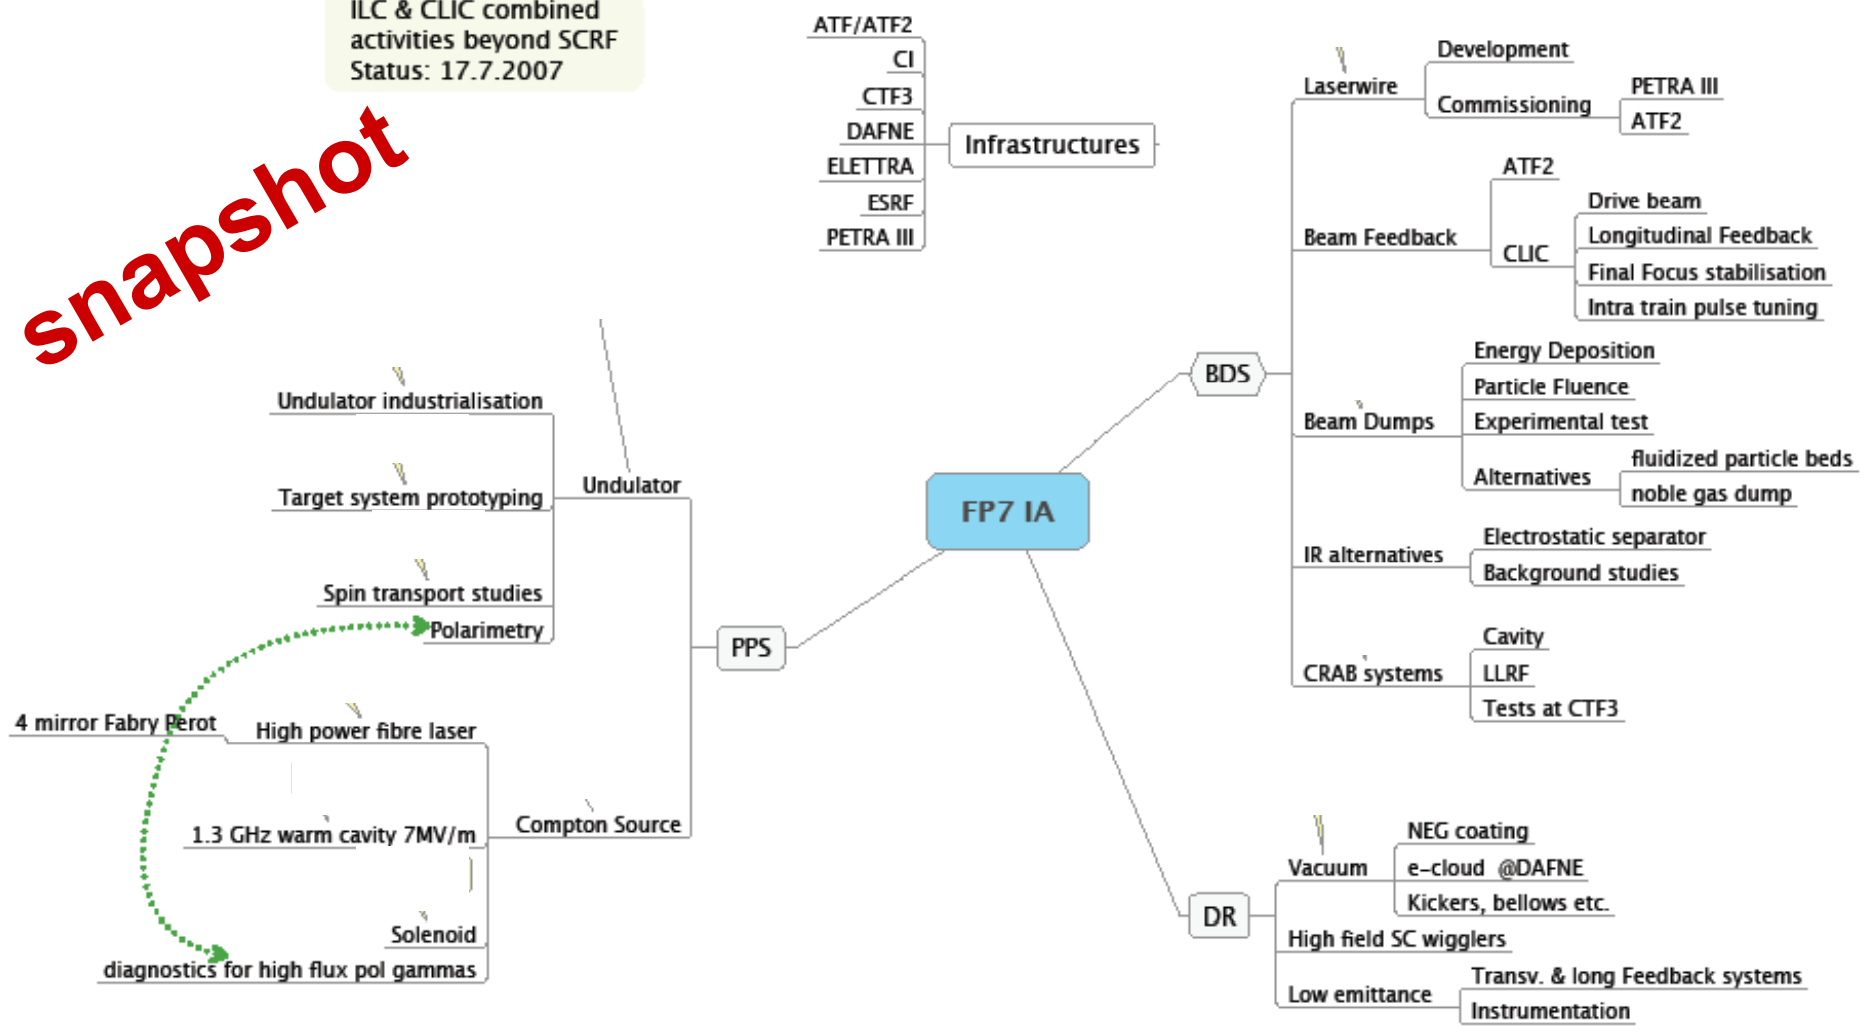 ILC & CLIC combined
activities beyond SCRF
Status: 17.7.2007
snapshot
ATF/ATF2
CI
CTF3
DAFNE
ELETTRA
ESRF
PETRA III
Infrastructures
FP7 IA
BDS
Laserwire
Development
Commissioning
PETRA III
ATF2
Beam Feedback
ATF2
CLIC
Drive beam
Longitudinal Feedback
Final Focus stabilisation
Intra train pulse tuning
Beam Dumps
Energy Deposition
Particle Fluence
Experimental test
Alternatives
fluidized particle beds
noble gas dump
IR alternatives
Electrostatic separator
Background studies
CRAB systems
Cavity
LLRF
Tests at CTF3
PPS
Undulator
Undulator industrialisation
Target system prototyping
Spin transport studies
Polarimetry
Compton Source
High power fibre laser
4 mirror Fabry Perot
1.3 GHz warm cavity 7MV/m
Solenoid
diagnostics for high flux pol gammas
DR
Vacuum
NEG coating
e-cloud @DAFNE
Kickers, bellows etc.
High field SC wigglers
Low emittance
Transv. & long Feedback systems
Instrumentation